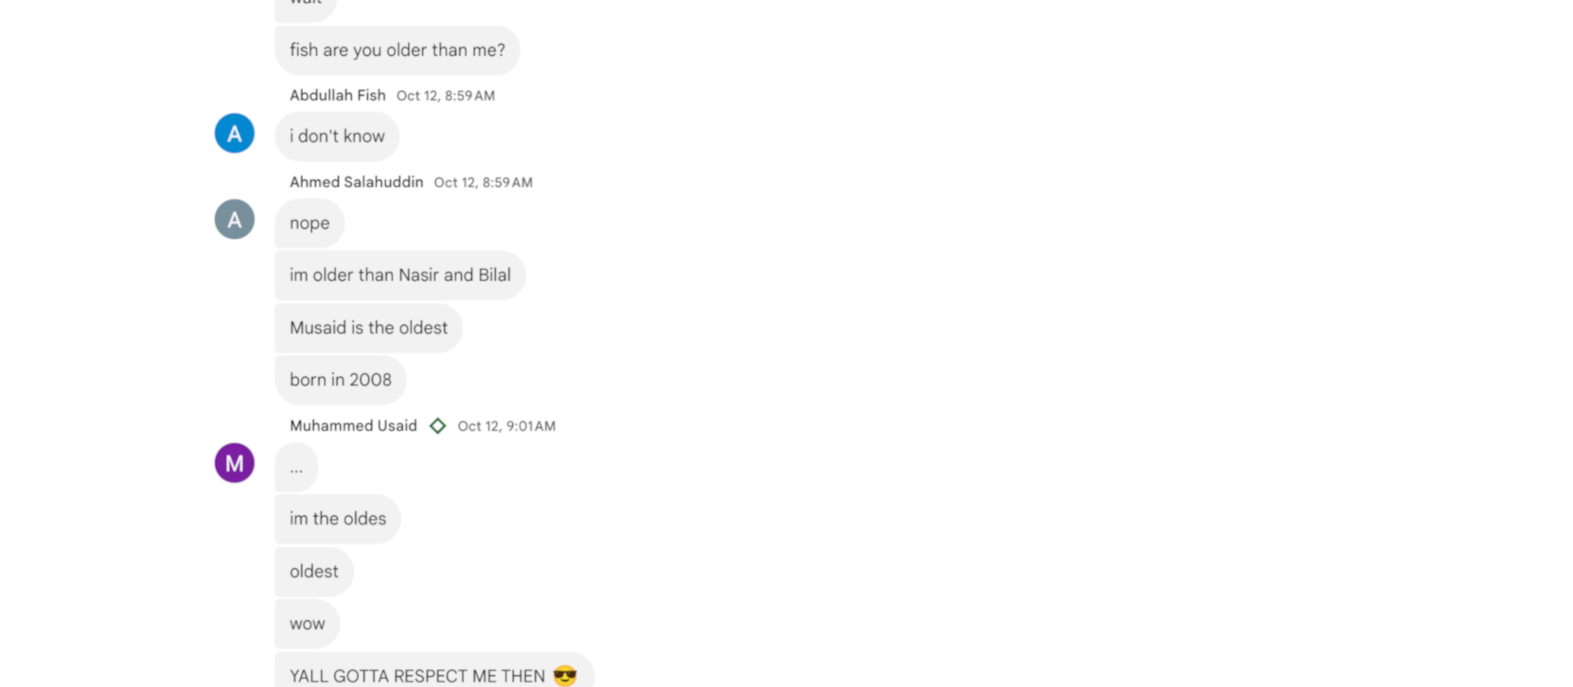 wait
fish are you older than me?
Abdullah Fish Oct 12, 8:59 AM
A
i don't know
Ahmed Salahuddin Oct 12, 8:59 AM
A
nope
im older than Nasir and Bilal
Musaid is the oldest
born in 2008
Muhammed Usaid Oct 12, 9:01 AM
M
...
im the oldes
oldest
wow
YALL GOTTA RESPECT ME THEN 😎